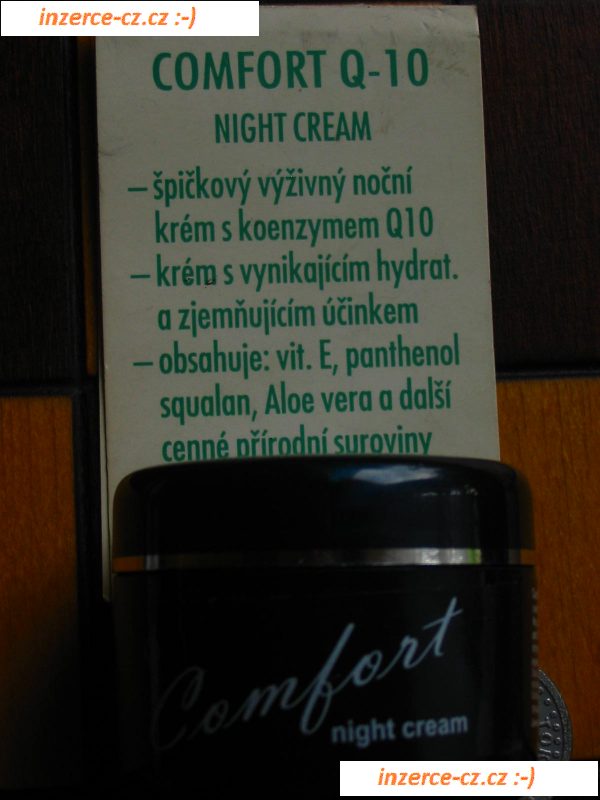 inzerce-cz.cz :-)
COMFORT Q-10
NIGHT CREAM
– špičkový výživný noční
krém s koenzymem Q10
– krém s vynikajícím hydrat.
a zjemňujícím účinkem
– obsahuje: vit. E, panthenol
squalan, Aloe vera a další
cenné přírodní suroviny
Comfort
night cream
inzerce-cz.cz :-)